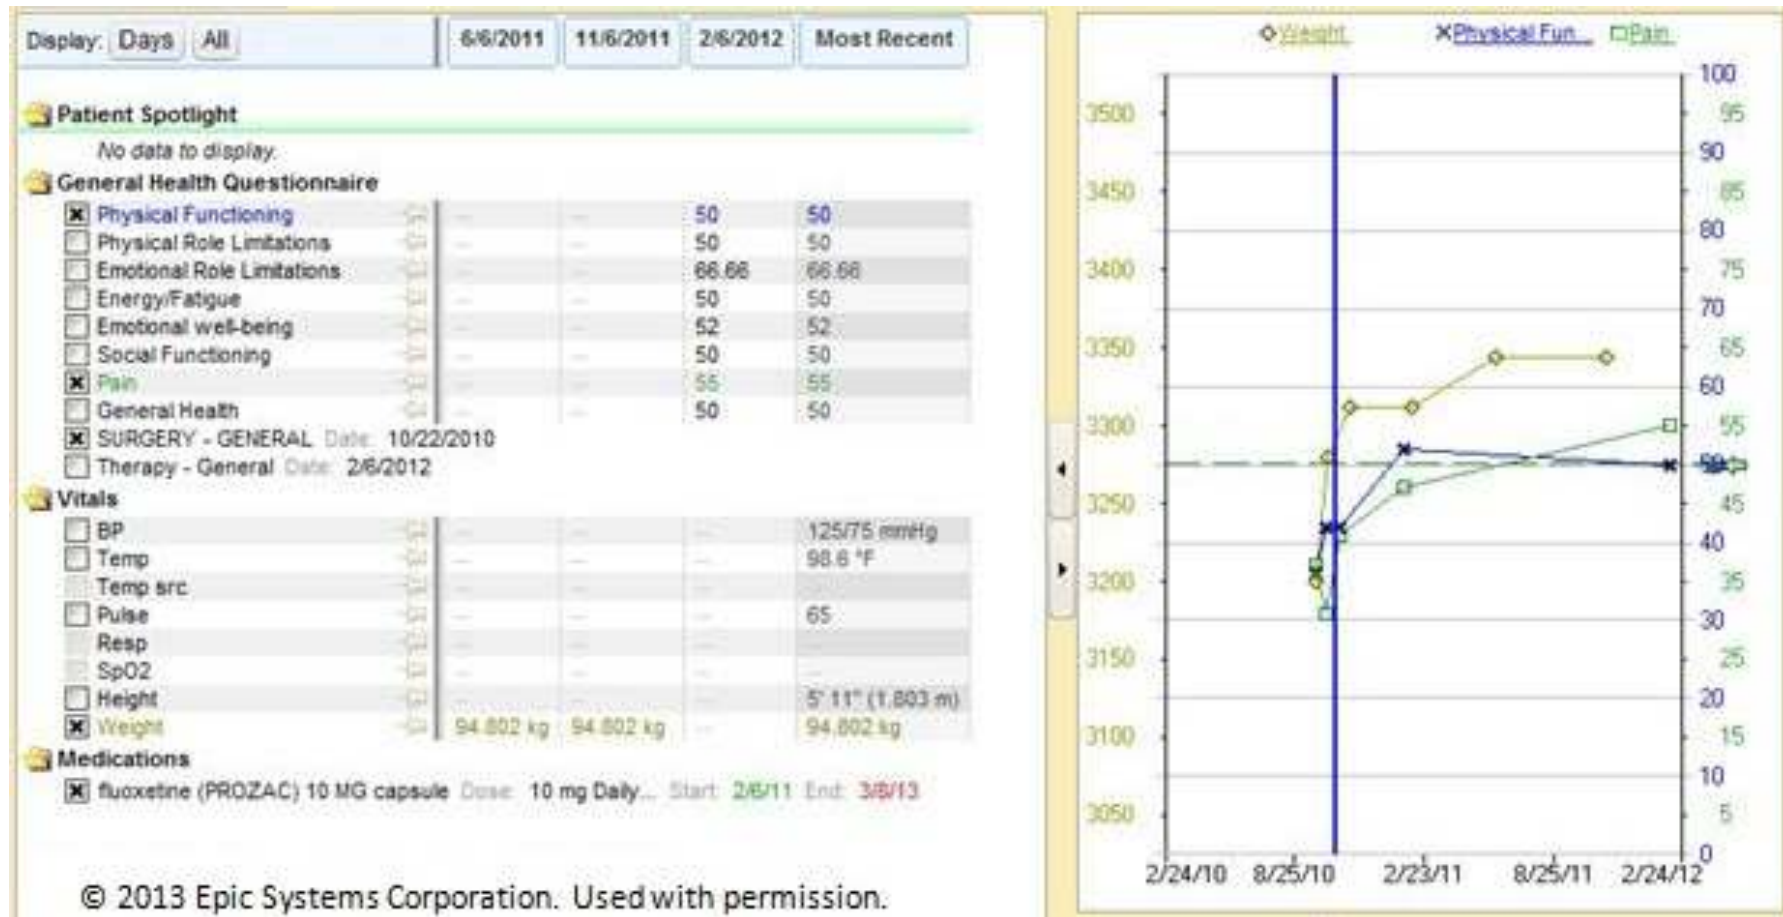 Display: Days All 6/6/2011 11/6/2011 2/6/2012 Most Recent
Patient Spotlight
No data to display.
General Health Questionnaire
Physical Functioning -- -- 50 50
Physical Role Limitations -- -- 50 50
Emotional Role Limitations -- -- 66.66 66.66
Energy/Fatigue -- -- 50 50
Emotional well-being -- -- 52 52
Social Functioning -- -- 50 50
Pain -- -- 55 55
General Health -- -- 50 50
SURGERY - GENERAL Date: 10/22/2010
Therapy - General Date: 2/6/2012
Vitals
BP -- -- -- 125/75 mmHg
Temp -- -- -- 98.6 °F
Temp src -- -- --
Pulse -- -- -- 65
Resp -- -- --
SpO2 -- -- --
Height -- -- -- 5' 11" (1.803 m)
Weight 94.802 kg 94.802 kg -- 94.802 kg
Medications
fluoxetine (PROZAC) 10 MG capsule Dose: 10 mg Daily... Start: 2/6/11 End: 3/8/13
© 2013 Epic Systems Corporation. Used with permission.
Weight Physical Fun... Pain
3500
3450
3400
3350
3300
3250
3200
3150
3100
3050
100
95
90
85
80
75
70
65
60
55
50
45
40
35
30
25
20
15
10
5
0
2/24/10 8/25/10 2/23/11 8/25/11 2/24/12